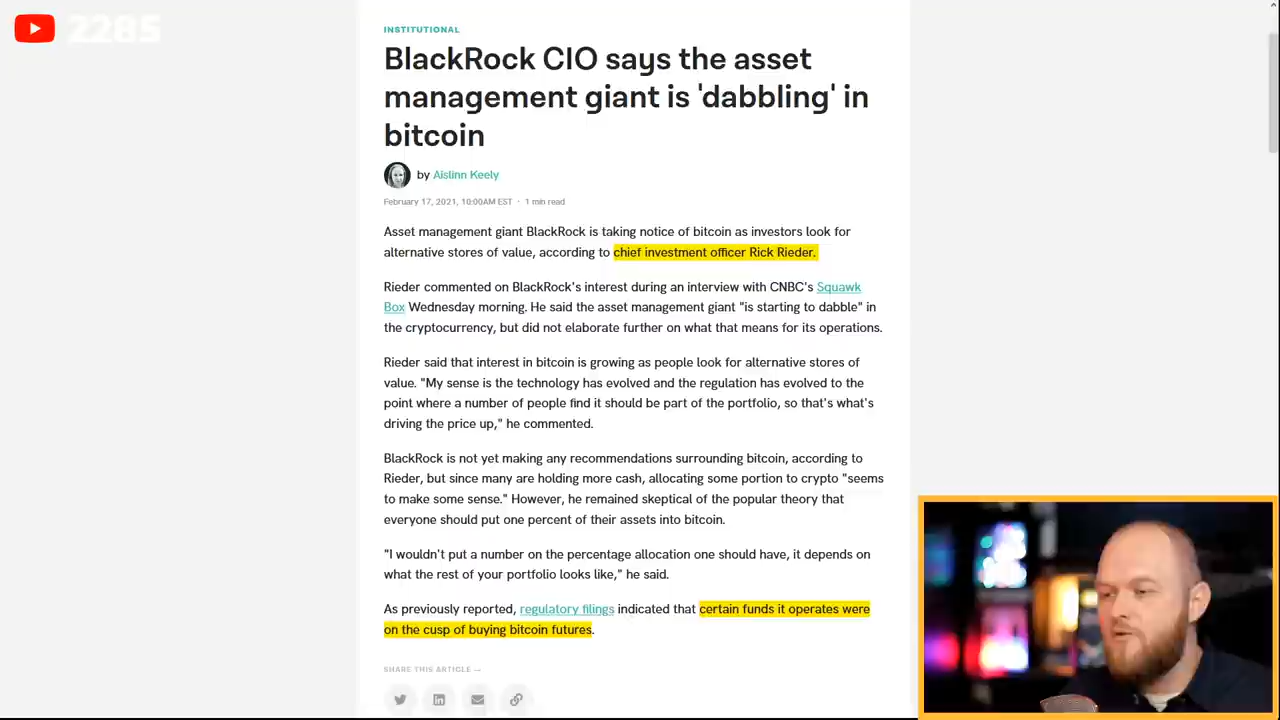 2285
INSTITUTIONAL
BlackRock CIO says the asset
management giant is 'dabbling' in
bitcoin
by Aislinn Keely
February 17, 2021, 10:00AM EST · 1 min read
Asset management giant BlackRock is taking notice of bitcoin as investors look for
alternative stores of value, according to chief investment officer Rick Rieder.
Rieder commented on BlackRock's interest during an interview with CNBC's Squawk
Box Wednesday morning. He said the asset management giant "is starting to dabble" in
the cryptocurrency, but did not elaborate further on what that means for its operations.
Rieder said that interest in bitcoin is growing as people look for alternative stores of
value. "My sense is the technology has evolved and the regulation has evolved to the
point where a number of people find it should be part of the portfolio, so that's what's
driving the price up," he commented.
BlackRock is not yet making any recommendations surrounding bitcoin, according to
Rieder, but since many are holding more cash, allocating some portion to crypto "seems
to make some sense." However, he remained skeptical of the popular theory that
everyone should put one percent of their assets into bitcoin.
"I wouldn't put a number on the percentage allocation one should have, it depends on
what the rest of your portfolio looks like," he said.
As previously reported, regulatory filings indicated that certain funds it operates were
on the cusp of buying bitcoin futures.
SHARE THIS ARTICLE —